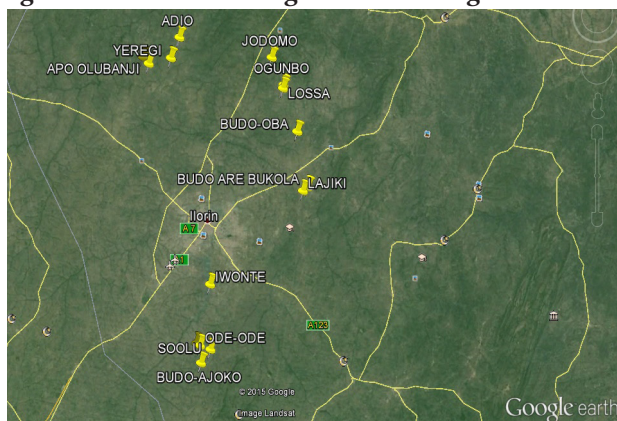 ADIO
YEREGI
APO OLUBANJI
JODOMO
OGUNBO
LOSSA
BUDO-OBA
BUDO ARE BUKOLA
LAJIKI
Ilorin
A 7
IWONTE
A123
ODE-ODE
SOOLU
BUDO-AJOKO
© 2015 Google
Image Landsat
Google earth